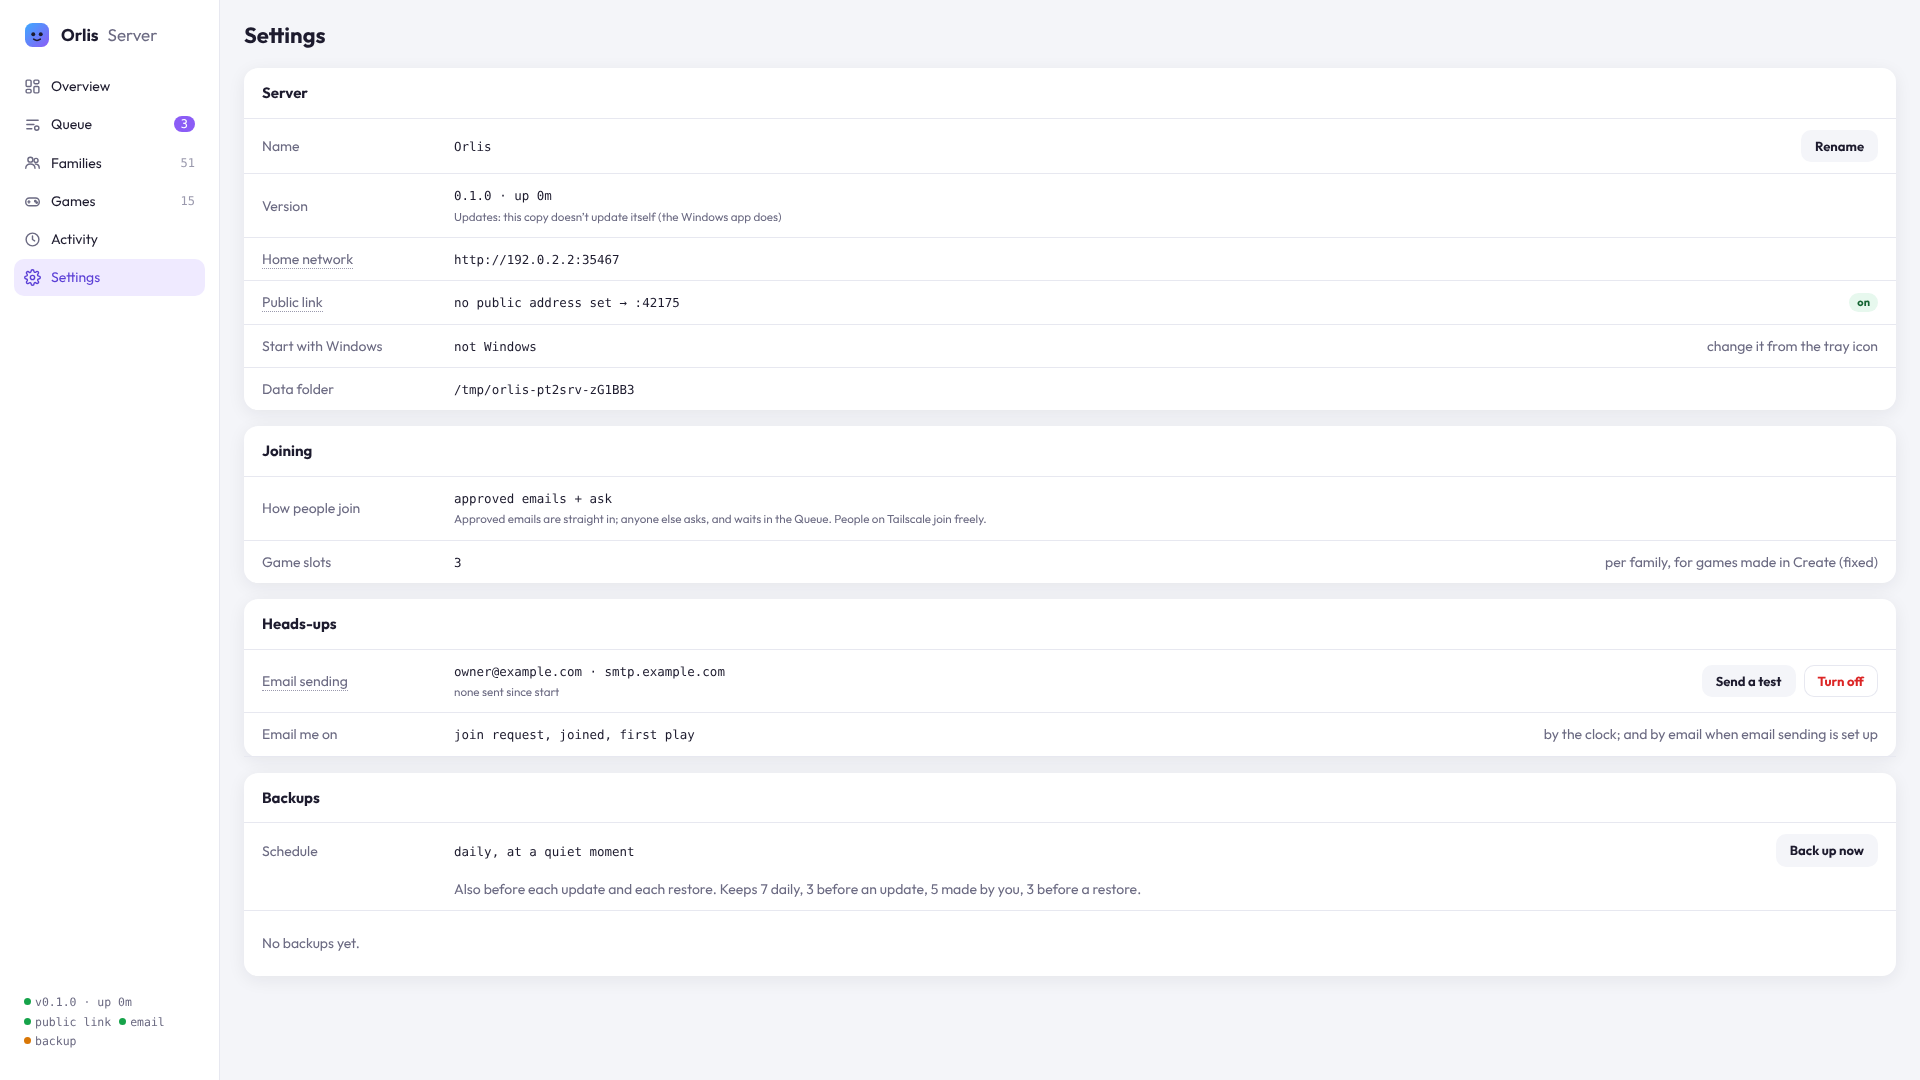 Orlis Server
Overview
Queue 3
Families 51
Games 15
Activity
Settings
v0.1.0 · up 0m
public link email
backup
Settings
Server
Name Orlis Rename
Version 0.1.0 · up 0m
Updates: this copy doesn't update itself (the Windows app does)
Home network http://192.0.2.2:35467
Public link no public address set → :42175 on
Start with Windows not Windows change it from the tray icon
Data folder /tmp/orlis-pt2srv-zG1BB3
Joining
How people join approved emails + ask
Approved emails are straight in; anyone else asks, and waits in the Queue. People on Tailscale join freely.
Game slots 3 per family, for games made in Create (fixed)
Heads-ups
Email sending owner@example.com · smtp.example.com Send a test Turn off
none sent since start
Email me on join request, joined, first play by the clock; and by email when email sending is set up
Backups
Schedule daily, at a quiet moment Back up now
Also before each update and each restore. Keeps 7 daily, 3 before an update, 5 made by you, 3 before a restore.
No backups yet.